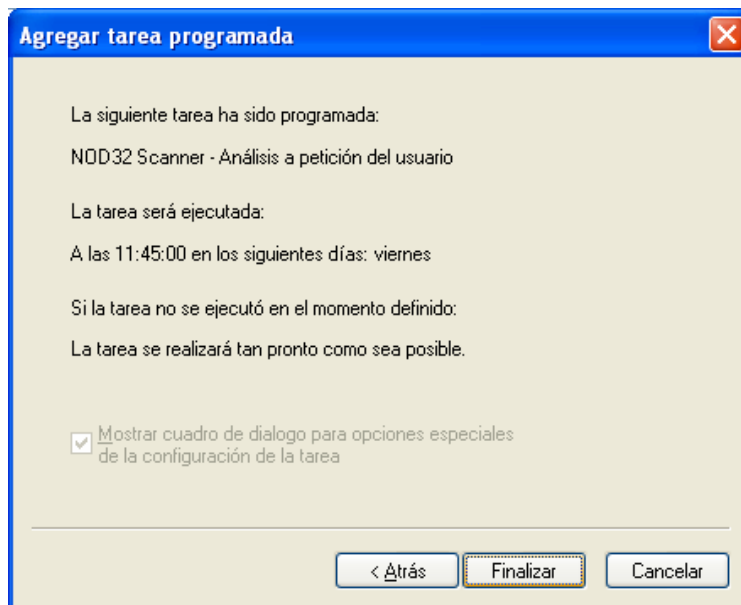 Agregar tarea programada
La siguiente tarea ha sido programada:
NOD32 Scanner - Análisis a petición del usuario
La tarea será ejecutada:
A las 11:45:00 en los siguientes días: viernes
Si la tarea no se ejecutó en el momento definido:
La tarea se realizará tan pronto como sea posible.
Mostrar cuadro de dialogo para opciones especiales
de la configuración de la tarea
< Atrás Finalizar Cancelar